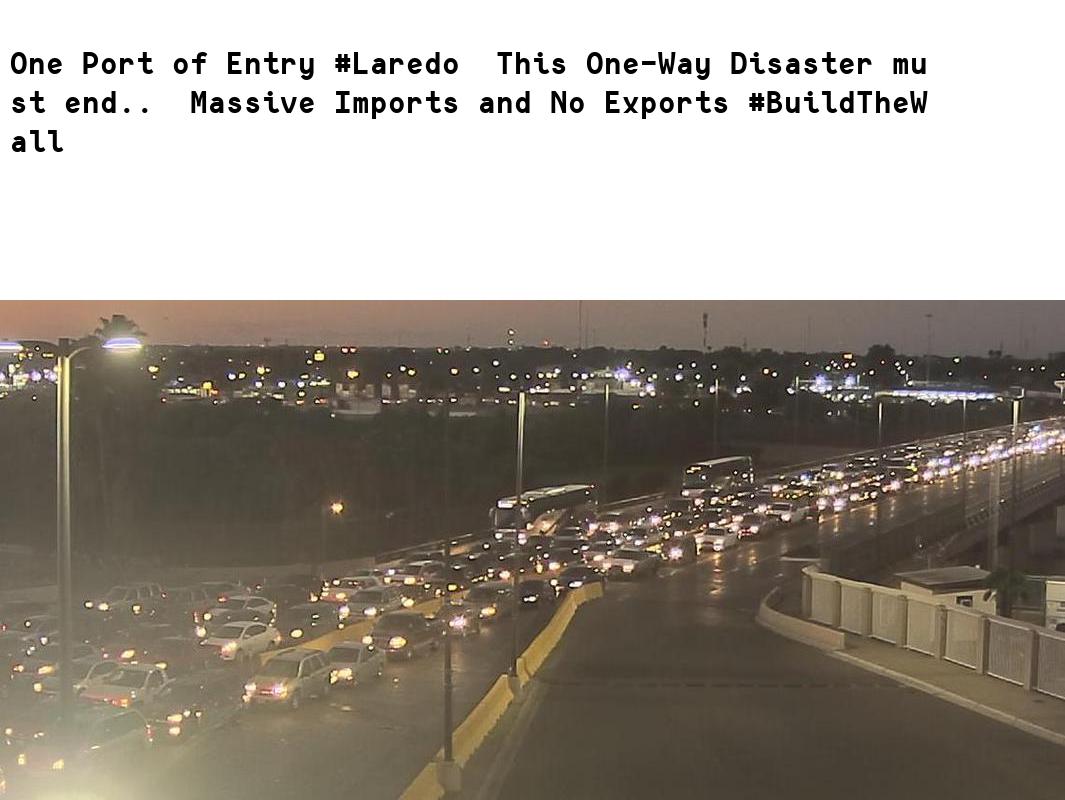 One Port of Entry #Laredo  This One-Way Disaster mu
st end..  Massive Imports and No Exports #BuildTheW
all